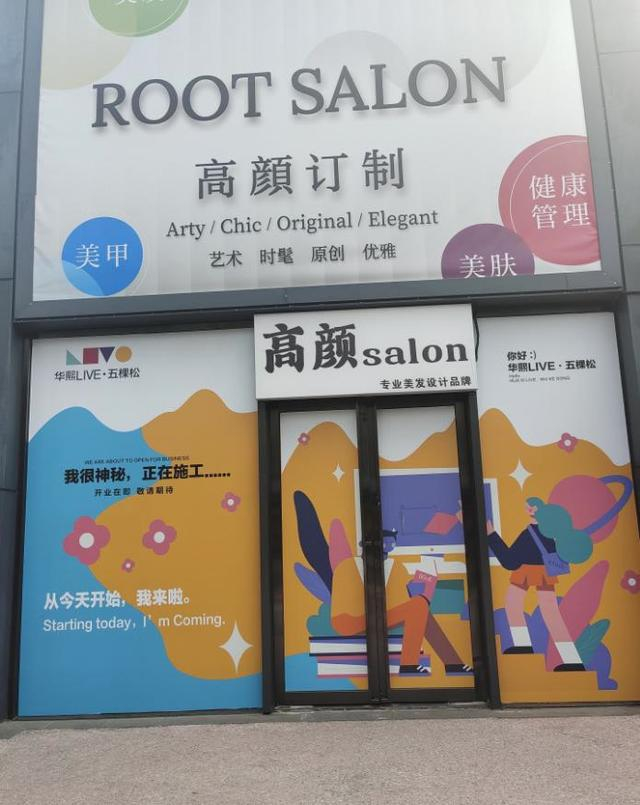 ROOT SALON
高顔订制
Arty / Chic / Original / Elegant
艺术 时髦 原创 优雅
美甲
健康
管理
美肤
高颜salon
专业美发设计品牌
华熙LIVE·五棵松
WE ARE ABOUT TO OPEN FOR BUSINESS
我很神秘，正在施工......
开业在即 敬请期待
从今天开始，我来啦。
Starting today, I'm Coming.
你好 :)
华熙LIVE·五棵松